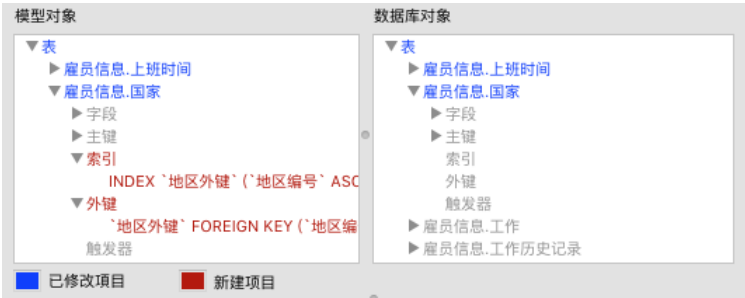 模型对象
表
雇员信息.上班时间
雇员信息.国家
字段
主键
索引
INDEX `地区外键` (`地区编号` ASC
外键
`地区外键` FOREIGN KEY (`地区编
触发器
数据库对象
表
雇员信息.上班时间
雇员信息.国家
字段
主键
索引
外键
触发器
雇员信息.工作
雇员信息.工作历史记录
已修改項目
新建项目